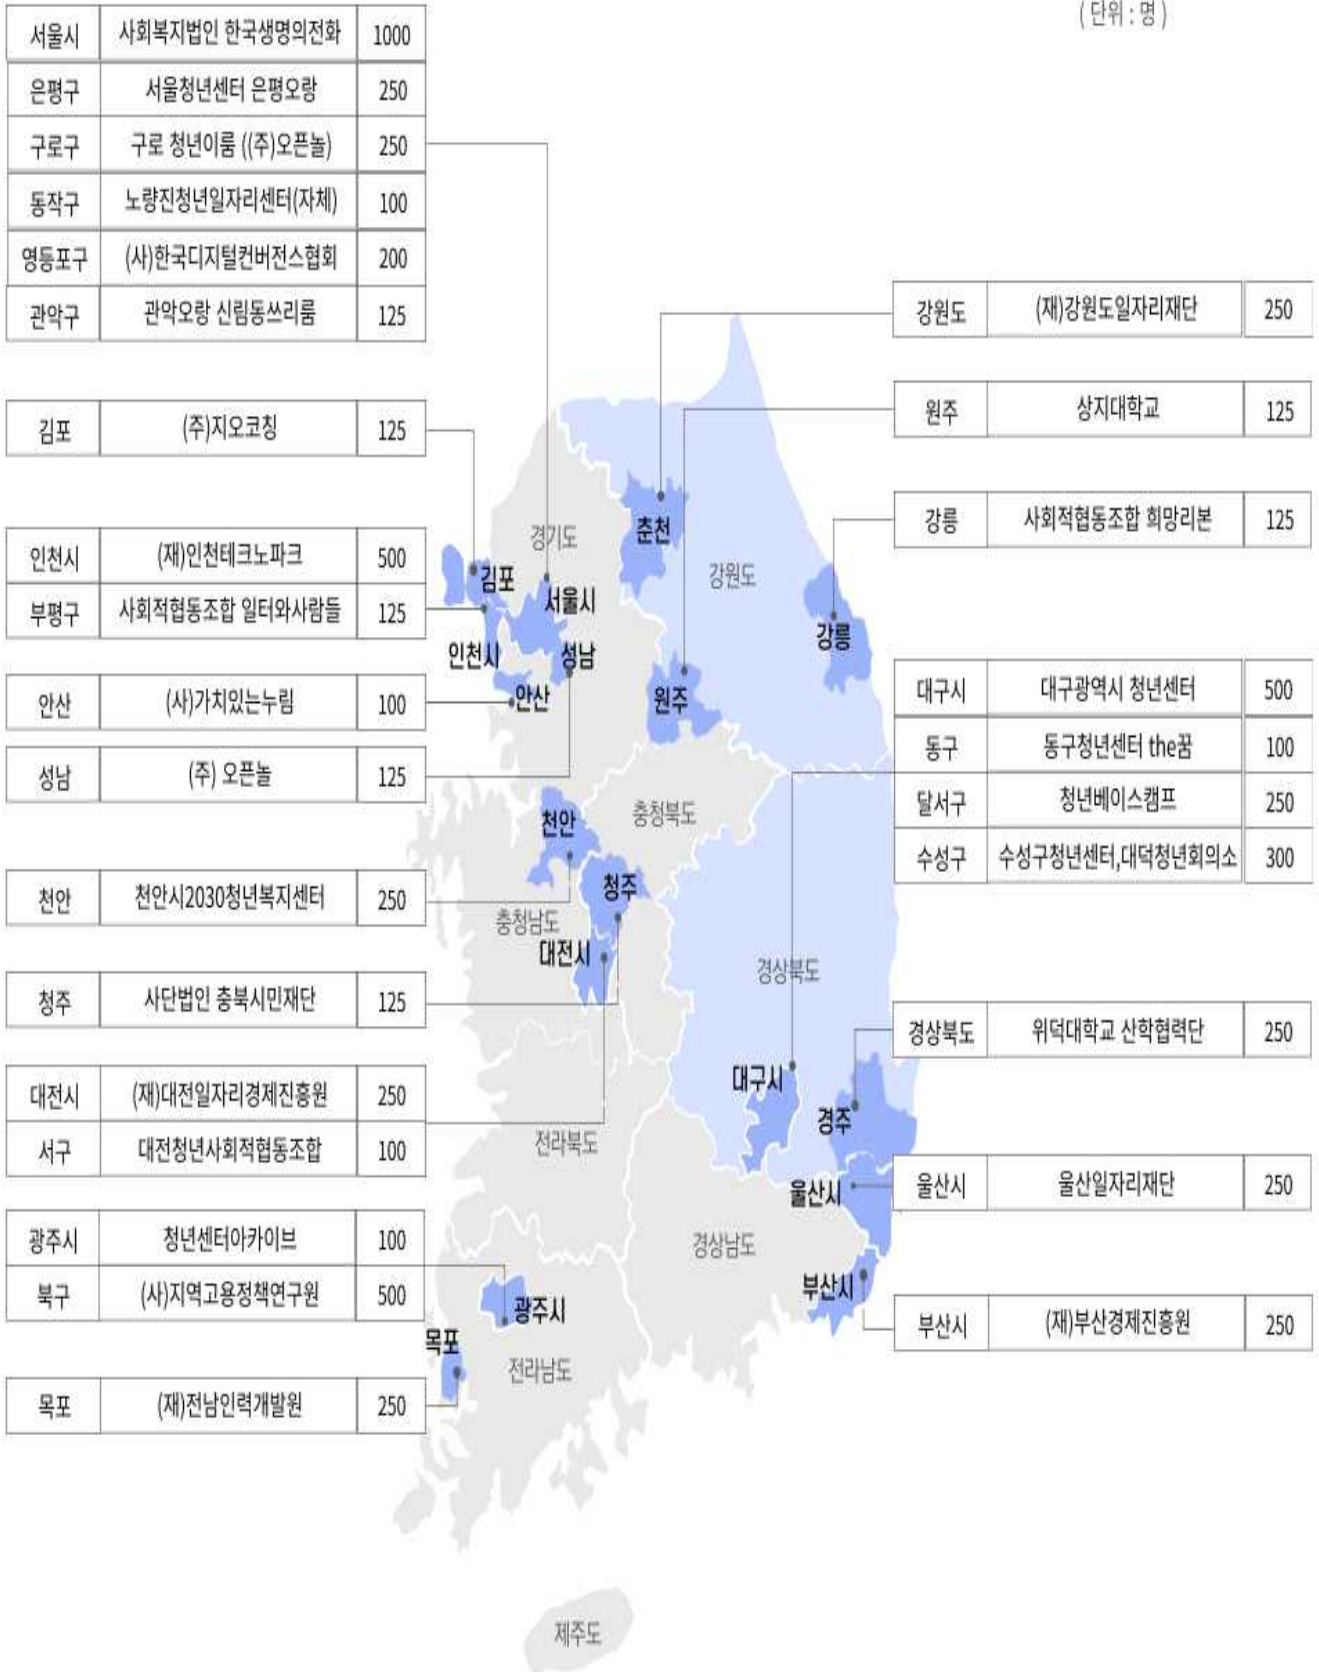 ( 단위 : 명 )
서울시 사회복지법인 한국생명의전화 1000
은평구 서울청년센터 은평오랑 250
구로구 구로 청년이룸 ((주)오픈놀) 250
동작구 노량진청년일자리센터(자체) 100
영등포구 (사)한국디지털컨버전스협회 200
관악구 관악오랑 신림동쓰리룸 125
김포 (주)지오코칭 125
인천시 (재)인천테크노파크 500
부평구 사회적협동조합 일터와사람들 125
안산 (사)가치있는누림 100
성남 (주) 오픈놀 125
천안 천안시2030청년복지센터 250
청주 사단법인 충북시민재단 125
대전시 (재)대전일자리경제진흥원 250
서구 대전청년사회적협동조합 100
광주시 청년센터아카이브 100
북구 (사)지역고용정책연구원 500
목포 (재)전남인력개발원 250
강원도 (재)강원도일자리재단 250
원주 상지대학교 125
강릉 사회적협동조합 희망리본 125
대구시 대구광역시 청년센터 500
동구 동구청년센터 the꿈 100
달서구 청년베이스캠프 250
수성구 수성구청년센터,대덕청년회의소 300
경상북도 위덕대학교 산학협력단 250
울산시 울산일자리재단 250
부산시 (재)부산경제진흥원 250
경기도
춘천
강원도
김포
서울시
강릉
인천시
성남
안산
원주
천안
충청북도
청주
충청남도
대전시
경상북도
대구시
경주
전라북도
울산시
경상남도
부산시
광주시
목포
전라남도
제주도